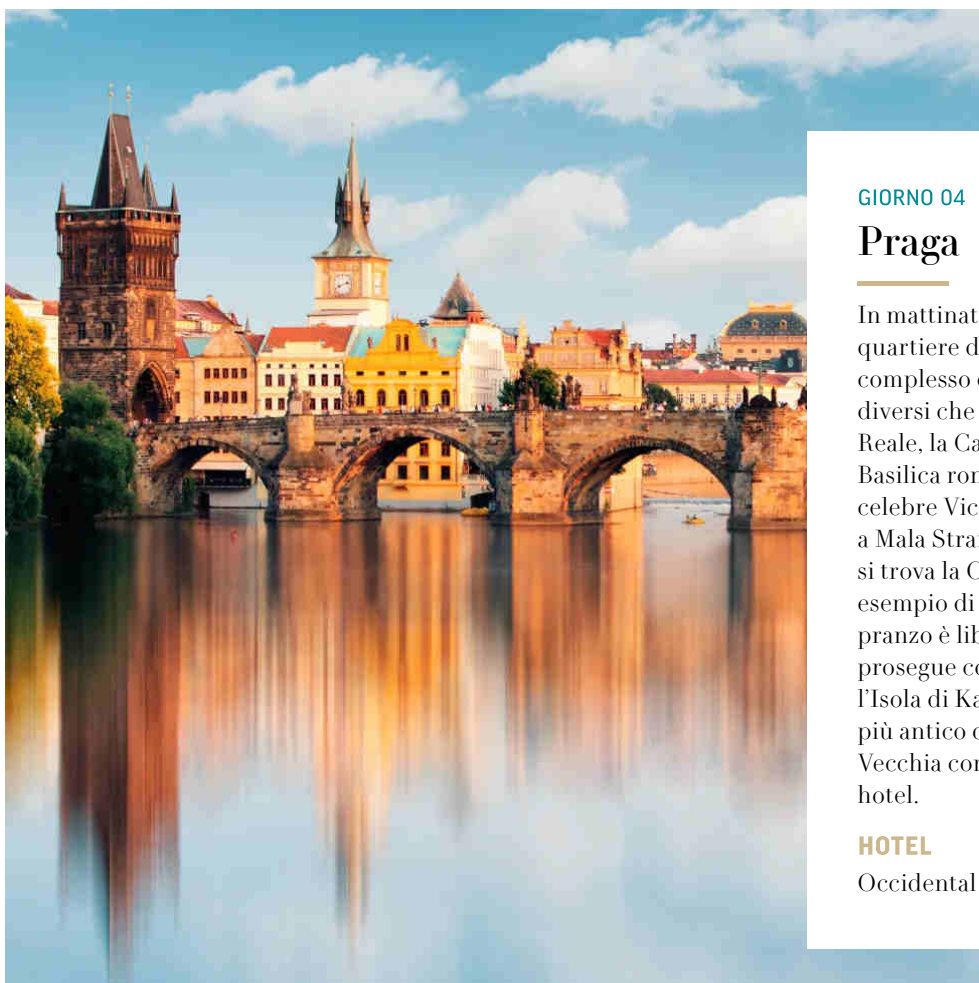 GIORNO 04
Praga
In mattinat
quartiere d
complesso
diversi che
Reale, la Ca
Basilica ron
celebre Vic
a Mala Stra
si trova la C
esempio di
pranzo è lib
prosegue co
l’Isola di Ka
più antico
Vecchia con
hotel.
HOTEL
Occidental